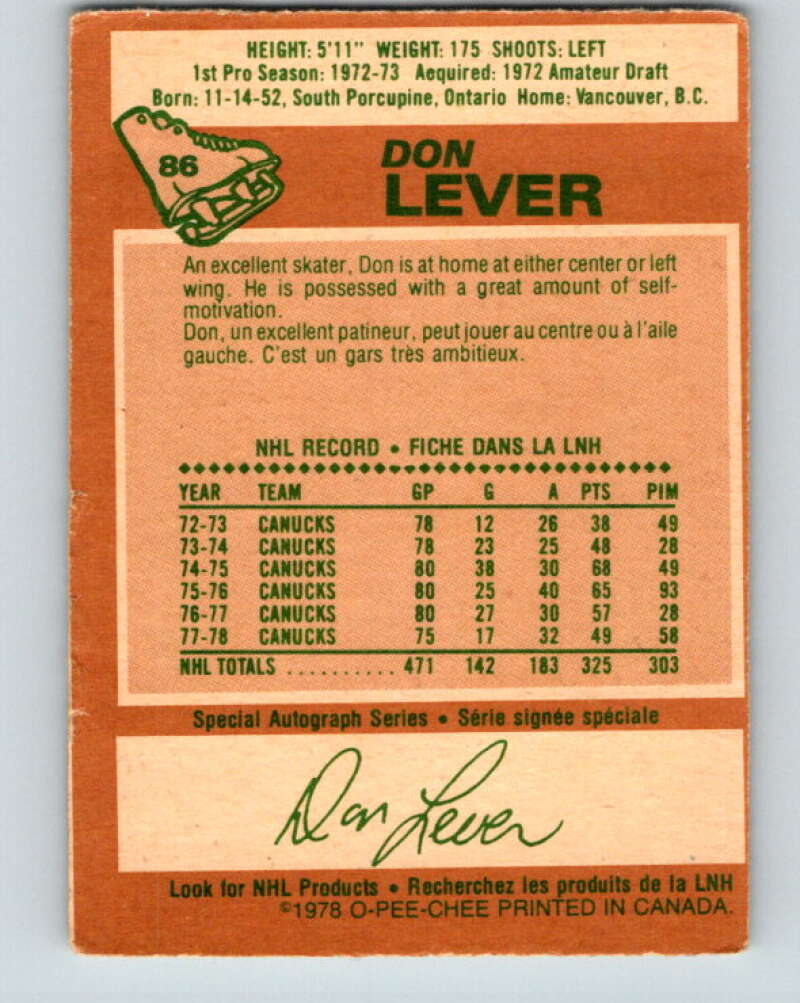 HEIGHT: 5'11" WEIGHT: 175 SHOOTS: LEFT
1st Pro Season: 1972-73 Acquired: 1972 Amateur Draft
Born: 11-14-52, South Porcupine, Ontario Home: Vancouver, B.C.
86
DON
LEVER
An excellent skater, Don is at home at either center or left
wing. He is possessed with a great amount of self-
motivation.
Don, un excellent patineur, peut jouer au centre ou à l'aile
gauche. C'est un gars très ambitieux.
NHL RECORD • FICHE DANS LA LNH
YEAR TEAM GP G A PTS PIM
72-73 CANUCKS 78 12 26 38 49
73-74 CANUCKS 78 23 25 48 28
74-75 CANUCKS 80 38 30 68 49
75-76 CANUCKS 80 25 40 65 93
76-77 CANUCKS 80 27 30 57 28
77-78 CANUCKS 75 17 32 49 58
NHL TOTALS .......... 471 142 183 325 303
Special Autograph Series • Série signée spéciale
Don Lever
Look for NHL Products • Recherchez les produits de la LNH
©1978 O-PEE-CHEE PRINTED IN CANADA.